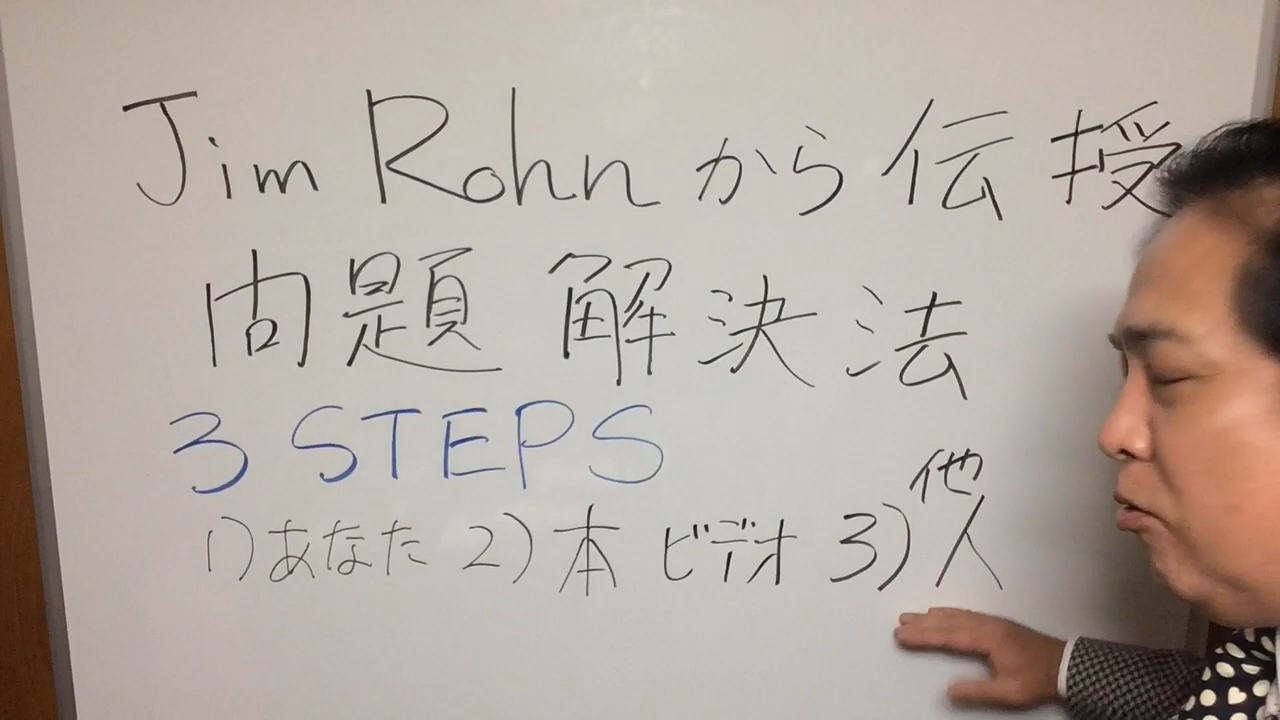 Jim Rohnから伝授
問題解決法
3 STEPS
1)あなた 2)本 ビデオ 3)他人